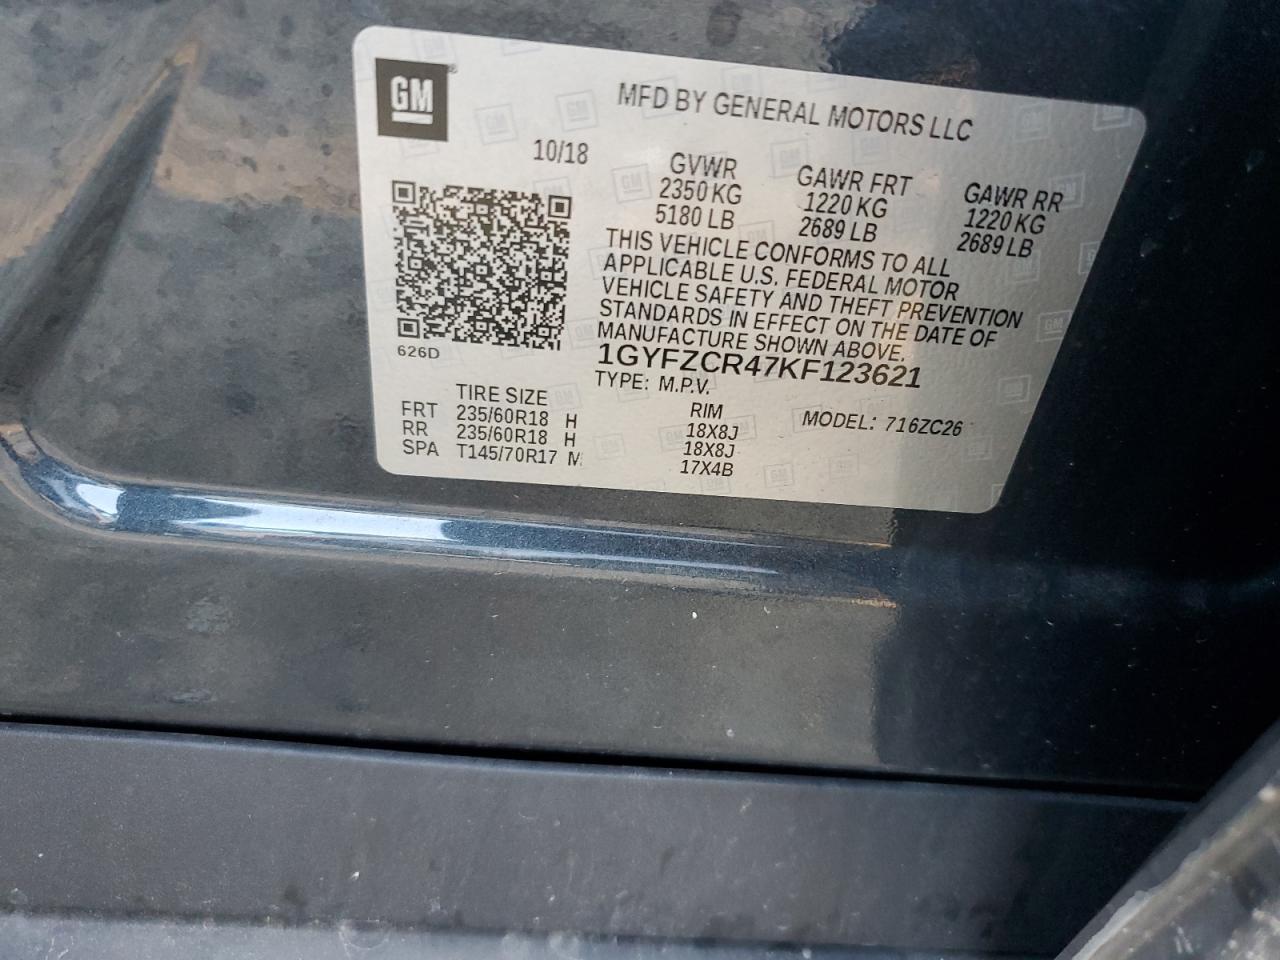 GM
MFD BY GENERAL MOTORS LLC
10/18
GVWR
2350 KG
5180 LB
GAWR FRT
1220 KG
2689 LB
GAWR RR
1220 KG
2689 LB
THIS VEHICLE CONFORMS TO ALL
APPLICABLE U.S. FEDERAL MOTOR
VEHICLE SAFETY AND THEFT PREVENTION
STANDARDS IN EFFECT ON THE DATE OF
MANUFACTURE SHOWN ABOVE.
1GYFZCR47KF123621
626D
TYPE: M.P.V.
MODEL: 716ZC26
TIRE SIZE RIM
FRT 235/60R18 H 18X8J
RR 235/60R18 H 18X8J
SPA T145/70R17 M 17X4B